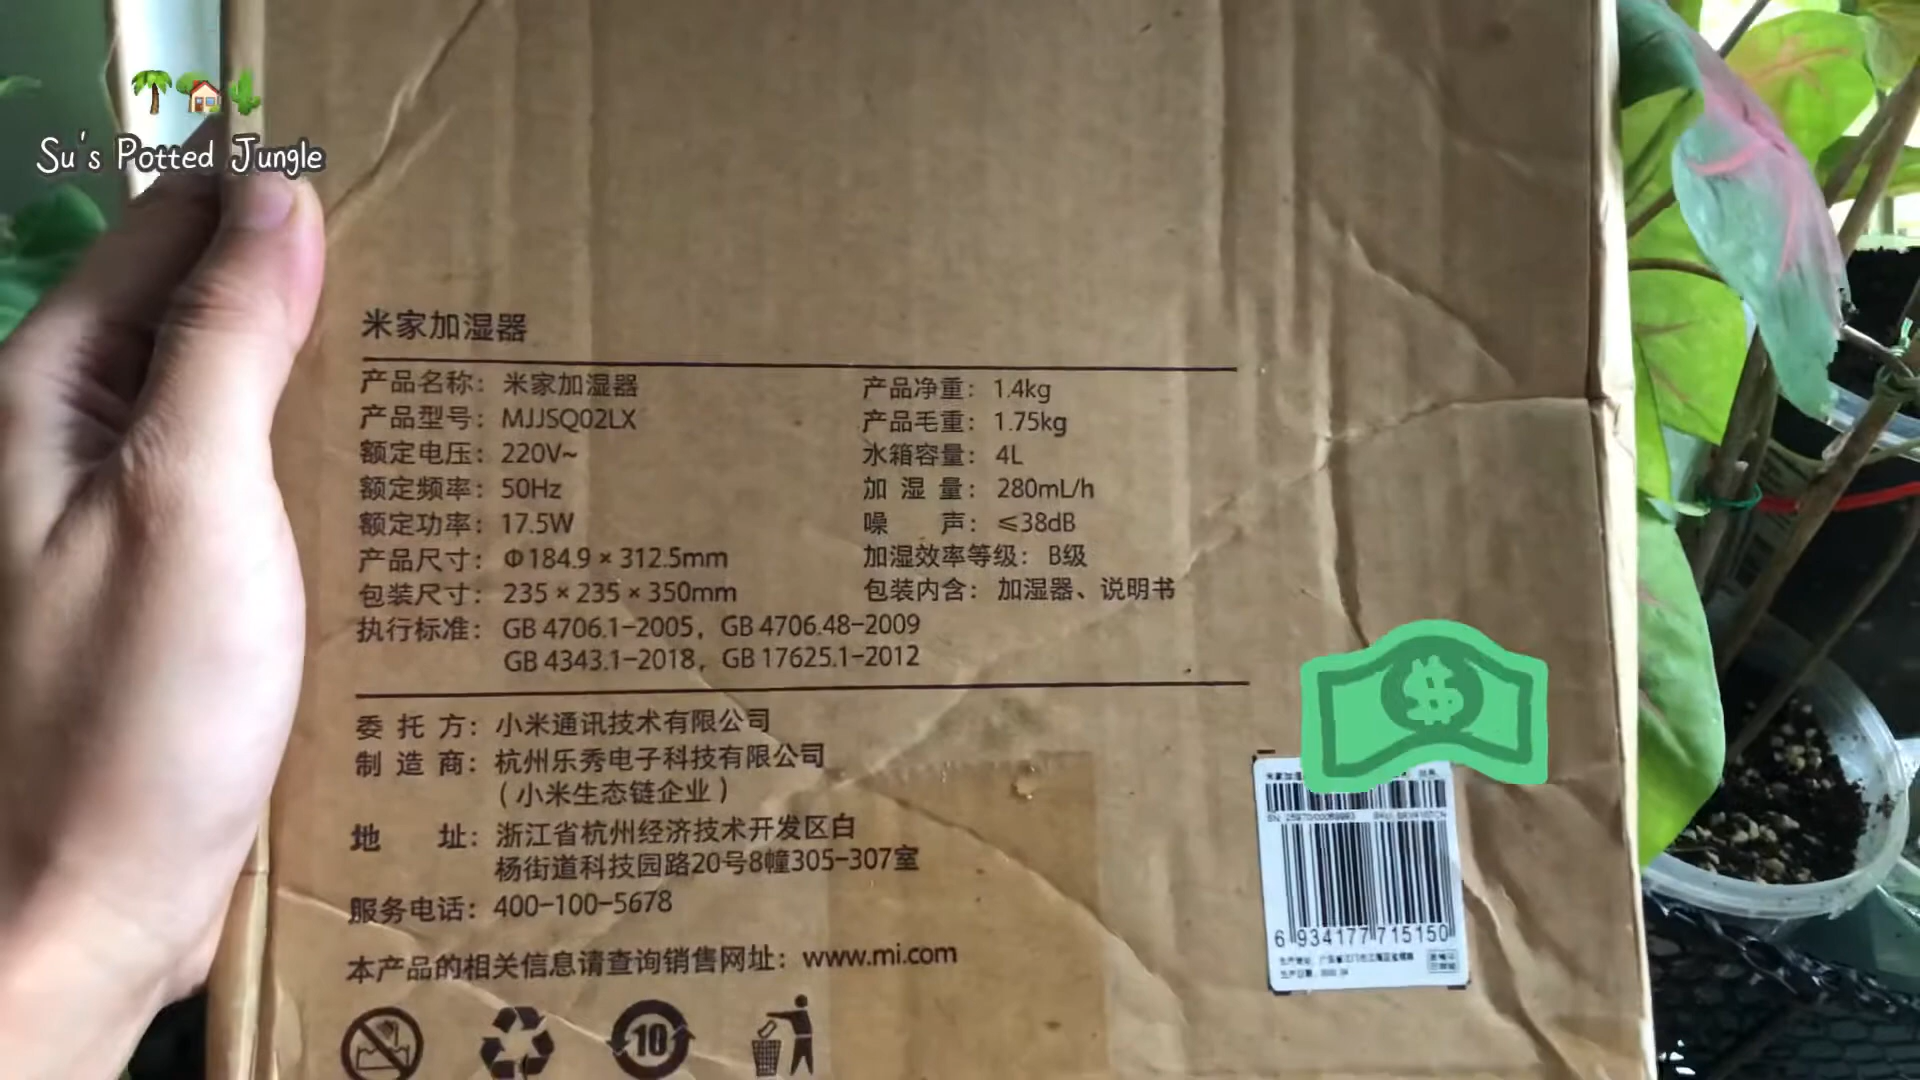 Su's Potted Jungle
米家加湿器
产品名称：米家加湿器
产品型号：MJJSQ02LX
额定电压：220V~
额定频率：50Hz
额定功率：17.5W
产品尺寸：Φ184.9×312.5mm
包装尺寸：235×235×350mm
执行标准：GB 4706.1-2005，GB 4706.48-2009
GB 4343.1-2018，GB 17625.1-2012
产品净重：1.4kg
产品毛重：1.75kg
水箱容量：4L
加湿量：280mL/h
噪声：≤38dB
加湿效率等级：B级
包装内含：加湿器、说明书
委托方：小米通讯技术有限公司
制造商：杭州乐秀电子科技有限公司
（小米生态链企业）
地址：浙江省杭州经济技术开发区白
杨街道科技园路20号8幢305-307室
服务电话：400-100-5678
本产品的相关信息请查询销售网址：www.mi.com
10
$
6 934177 715150